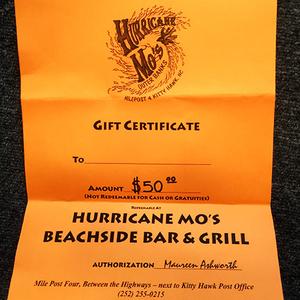 HURRICANE
MO'S
OUTER BANKS
MILEPOST 4 KITTY HAWK, NC
GIFT CERTIFICATE
TO
AMOUNT $50 00
(NOT REDEEMABLE FOR CASH OR GRATUITIES)
REDEEMABLE AT
HURRICANE MO'S
BEACHSIDE BAR & GRILL
AUTHORIZATION Maureen Ashworth
Mile Post Four, Between the Highways – next to Kitty Hawk Post Office
(252) 255-0215